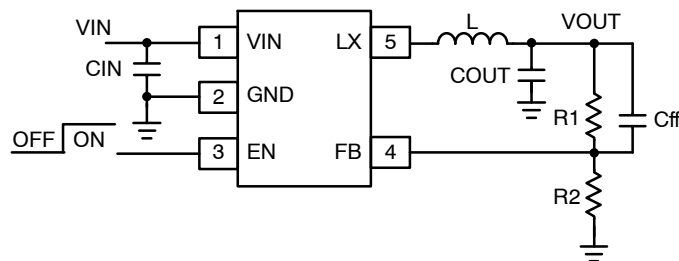 VIN
CIN
OFF ON
1 VIN
2 GND
3 EN
LX 5
FB 4
L
VOUT
COUT
R1
Cff
R2